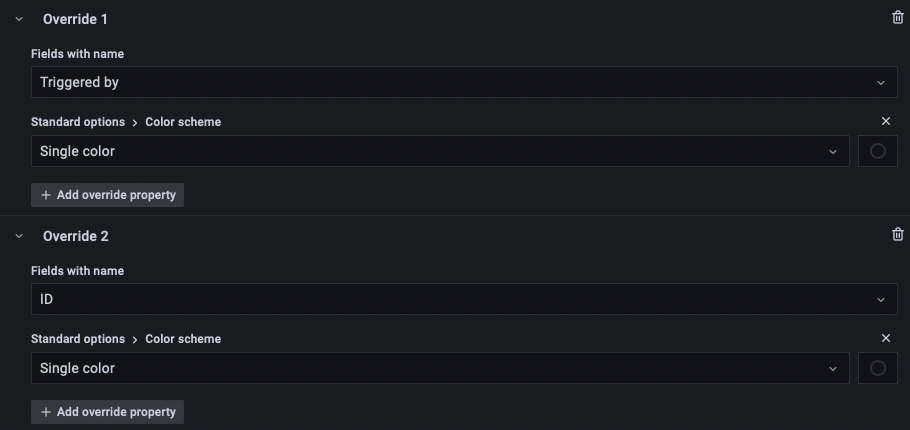 Override 1
Fields with name
Triggered by
Standard options > Color scheme
Single color
+ Add override property
Override 2
Fields with name
ID
Standard options > Color scheme
Single color
+ Add override property